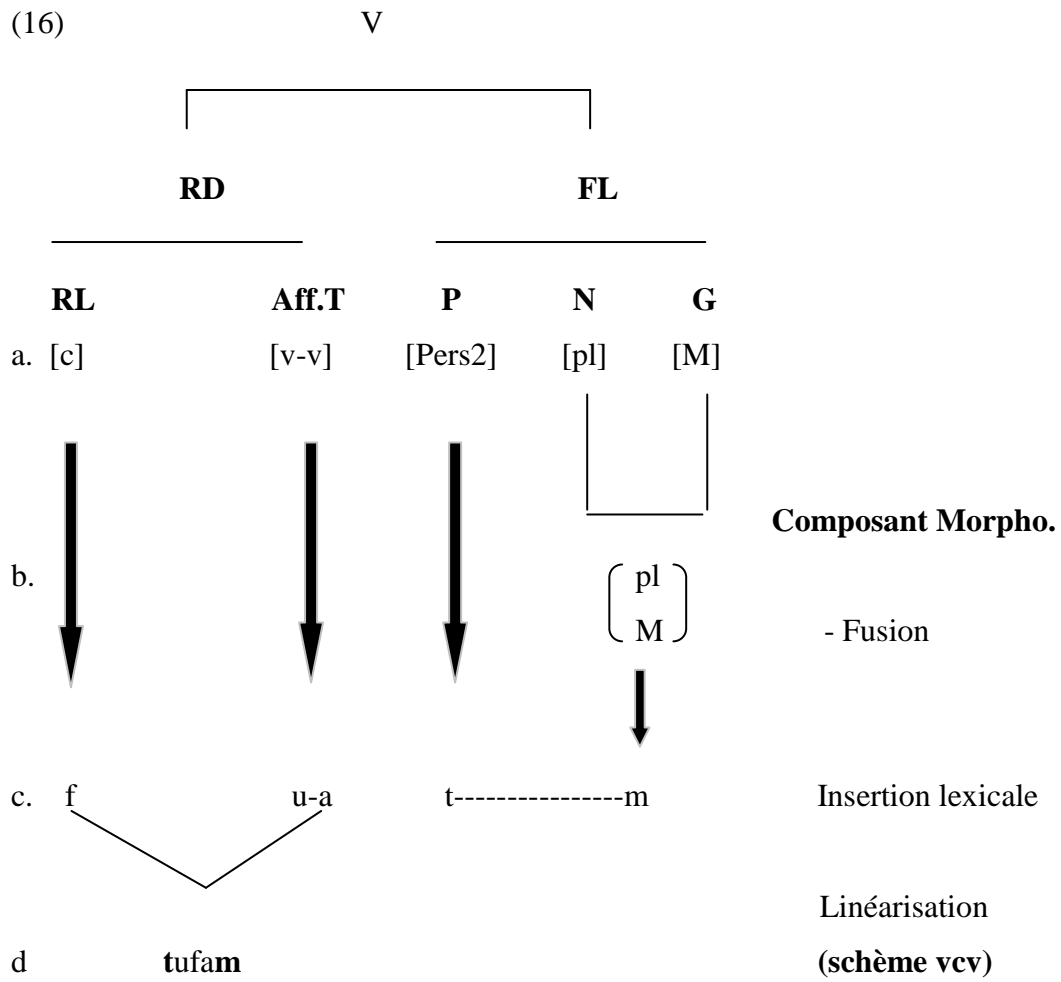 (16) V
RD FL
RL Aff.T P N G
a. [c] [v-v] [Pers2] [pl] [M]
Composant Morpho.
b. pl
M - Fusion
c. f u-a t----------------m Insertion lexicale
Linéarisation
d tufam (schème vcv)